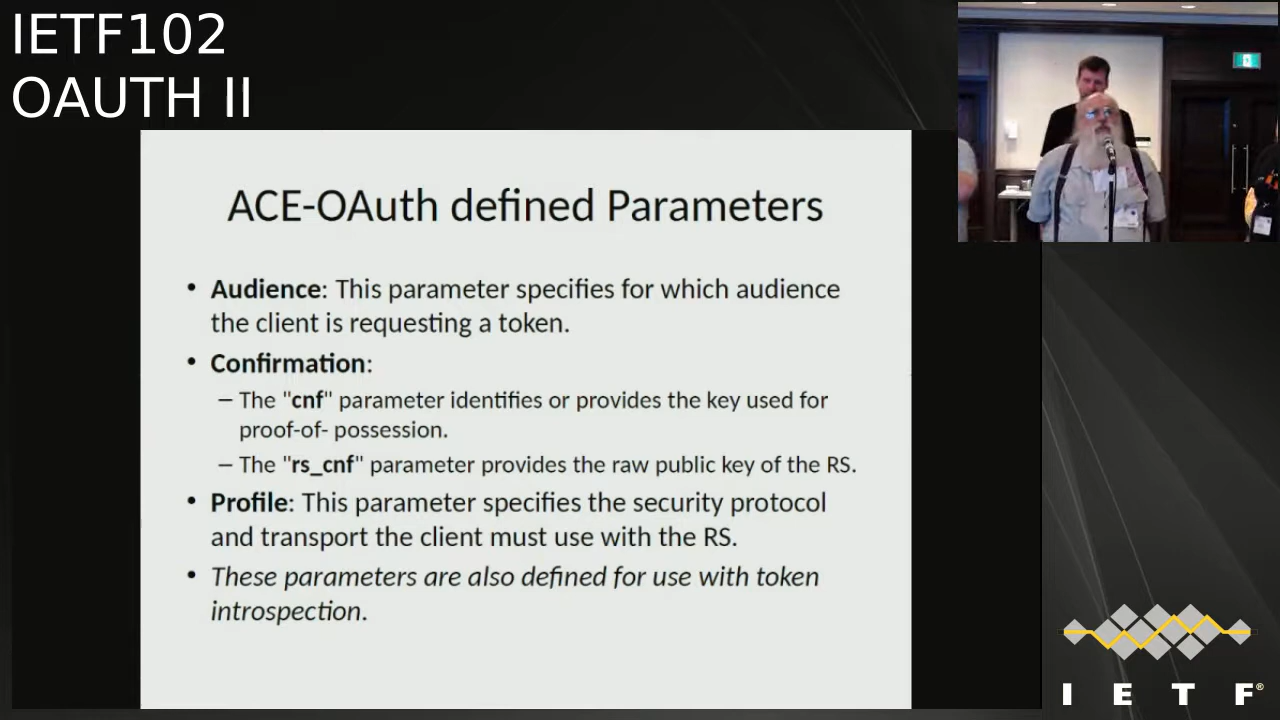 IETF102
OAUTH II
ACE-OAuth defined Parameters
• Audience: This parameter specifies for which audience
the client is requesting a token.
• Confirmation:
– The "cnf" parameter identifies or provides the key used for
proof-of- possession.
– The "rs_cnf" parameter provides the raw public key of the RS.
• Profile: This parameter specifies the security protocol
and transport the client must use with the RS.
• These parameters are also defined for use with token
introspection.
I E T F®